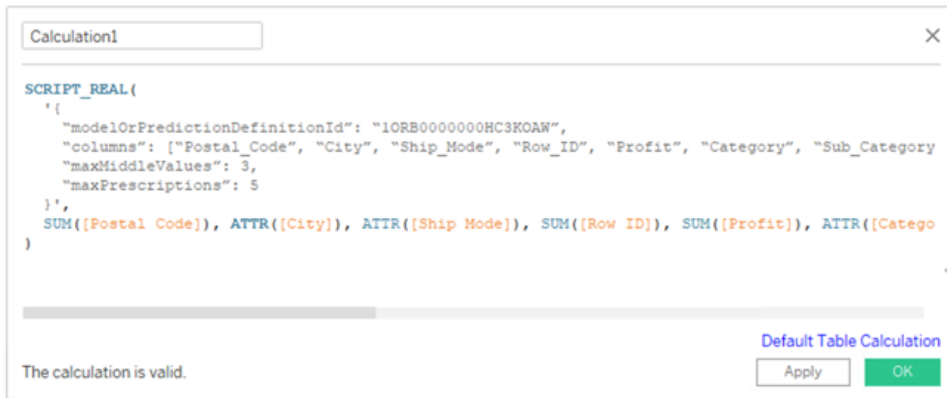 Calculation1
SCRIPT_REAL(
'{
"modelOrPredictionDefinitionId": "1ORB0000000HC3KOAW",
"columns": ["Postal_Code", "City", "Ship_Mode", "Row_ID", "Profit", "Category", "Sub_Category
"maxMiddleValues": 3,
"maxPrescriptions": 5
}',
SUM([Postal Code]), ATTR([City]), ATTR([Ship Mode]), SUM([Row ID]), SUM([Profit]), ATTR([Catego
)
Default Table Calculation
The calculation is valid.
Apply
OK